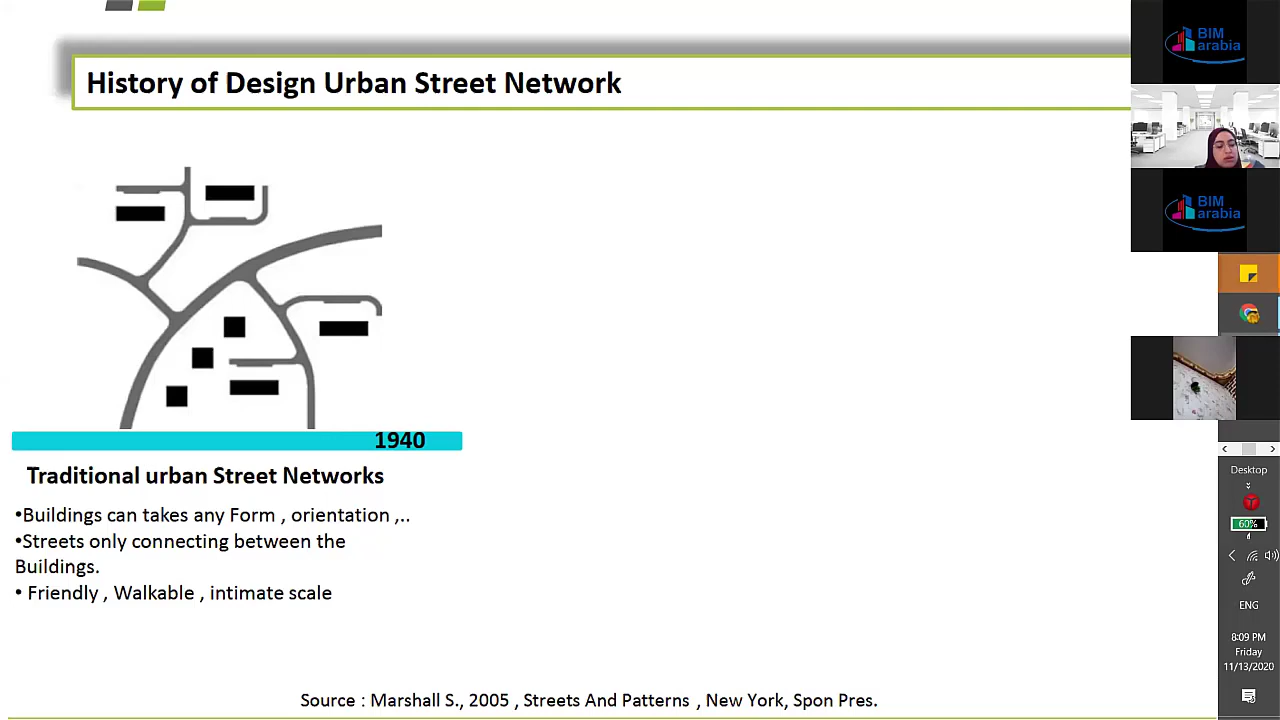 History of Design Urban Street Network
1940
Traditional urban Street Networks
•Buildings can takes any Form , orientation ,..
•Streets only connecting between the
Buildings.
• Friendly , Walkable , intimate scale
Source : Marshall S., 2005 , Streets And Patterns , New York, Spon Pres.
BIM
arabia
BIM
arabia
Desktop
60%
ENG
8:09 PM
Friday
11/13/2020